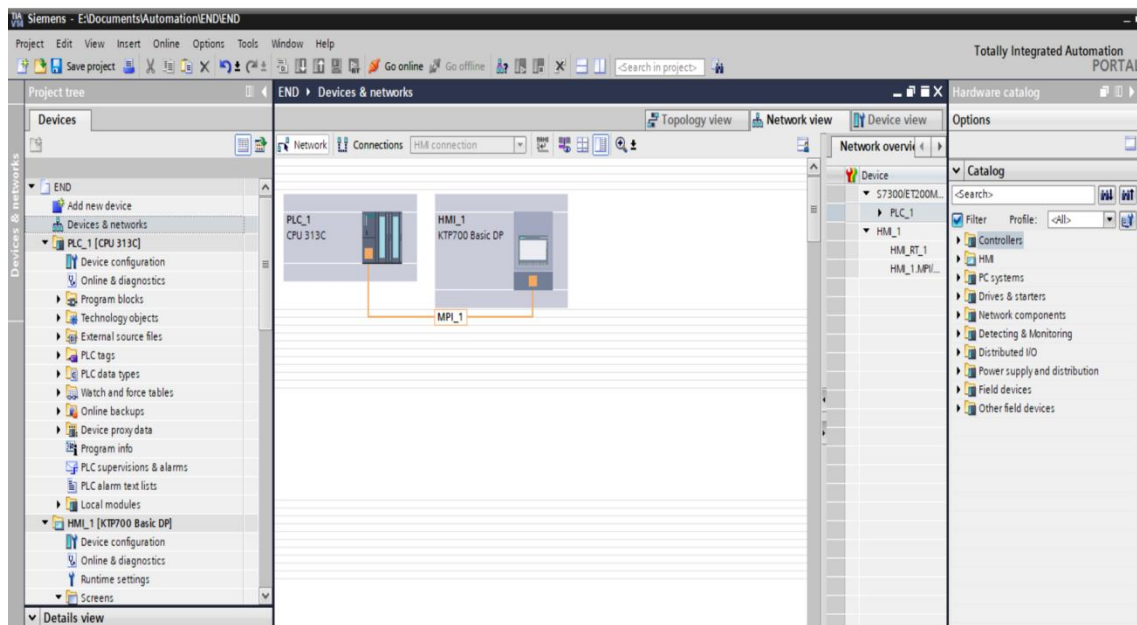 TIA
V14
Siemens - E:\Documents\Automation\END\END
Project Edit View Insert Online Options Tools Window Help
Save project
Go online
Go offline
<Search in project>
Totally Integrated Automation
PORTAL
Project tree
Devices
Devices & networks
END
Add new device
Devices & networks
PLC_1 [CPU 313C]
Device configuration
Online & diagnostics
Program blocks
Technology objects
External source files
PLC tags
PLC data types
Watch and force tables
Online backups
Device proxy data
Program info
PLC supervisions & alarms
PLC alarm text lists
Local modules
HMI_1 [KTP700 Basic DP]
Device configuration
Online & diagnostics
Runtime settings
Screens
Details view
END Devices & networks
Topology view
Network view
Device view
Network
Connections
HMI connection
PLC_1
CPU 313C
HMI_1
KTP700 Basic DP
MPI_1
Network overvi
Device
S7300/ET200M...
PLC_1
HMI_1
HMI_RT_1
HMI_1.MPI/...
Hardware catalog
Options
Catalog
<Search>
Filter
Profile:
<All>
Controllers
HMI
PC systems
Drives & starters
Network components
Detecting & Monitoring
Distributed I/O
Power supply and distribution
Field devices
Other field devices